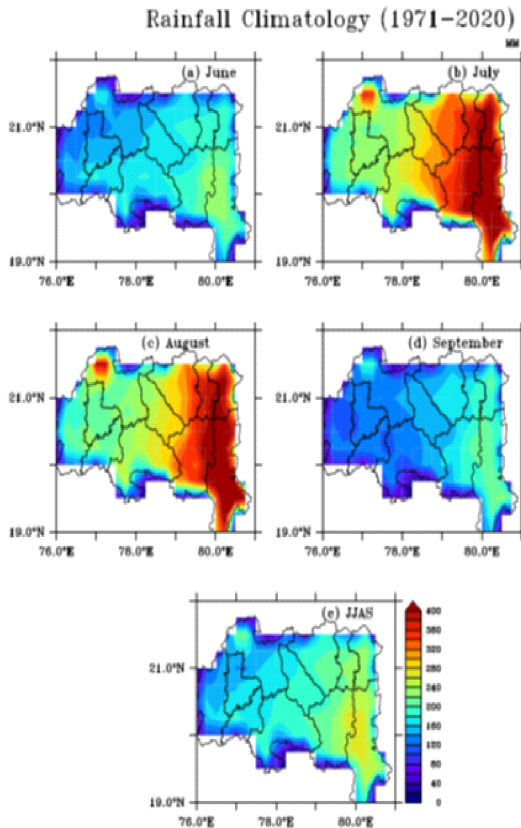 Rainfall Climatology (1971-2020)
MM
(a) June
(b) July
21.0°N
21.0°N
19.0°N
19.0°N
76.0°E 78.0°E 80.0°E
76.0°E 78.0°E 80.0°E
(c) August
(d) September
21.0°N
21.0°N
19.0°N
19.0°N
76.0°E 78.0°E 80.0°E
76.0°E 78.0°E 80.0°E
(e) JJAS
400
360
320
280
240
200
160
120
80
40
0
21.0°N
19.0°N
76.0°E 78.0°E 80.0°E